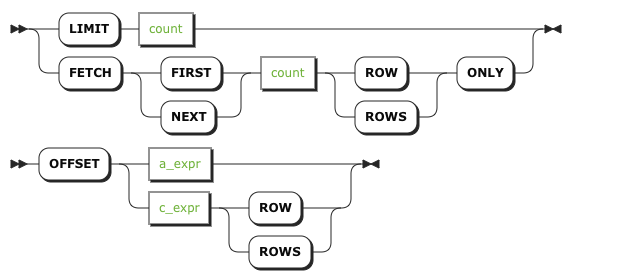 LIMIT count
FETCH FIRST count ROW ONLY
NEXT ROWS
OFFSET a_expr
c_expr ROW
ROWS